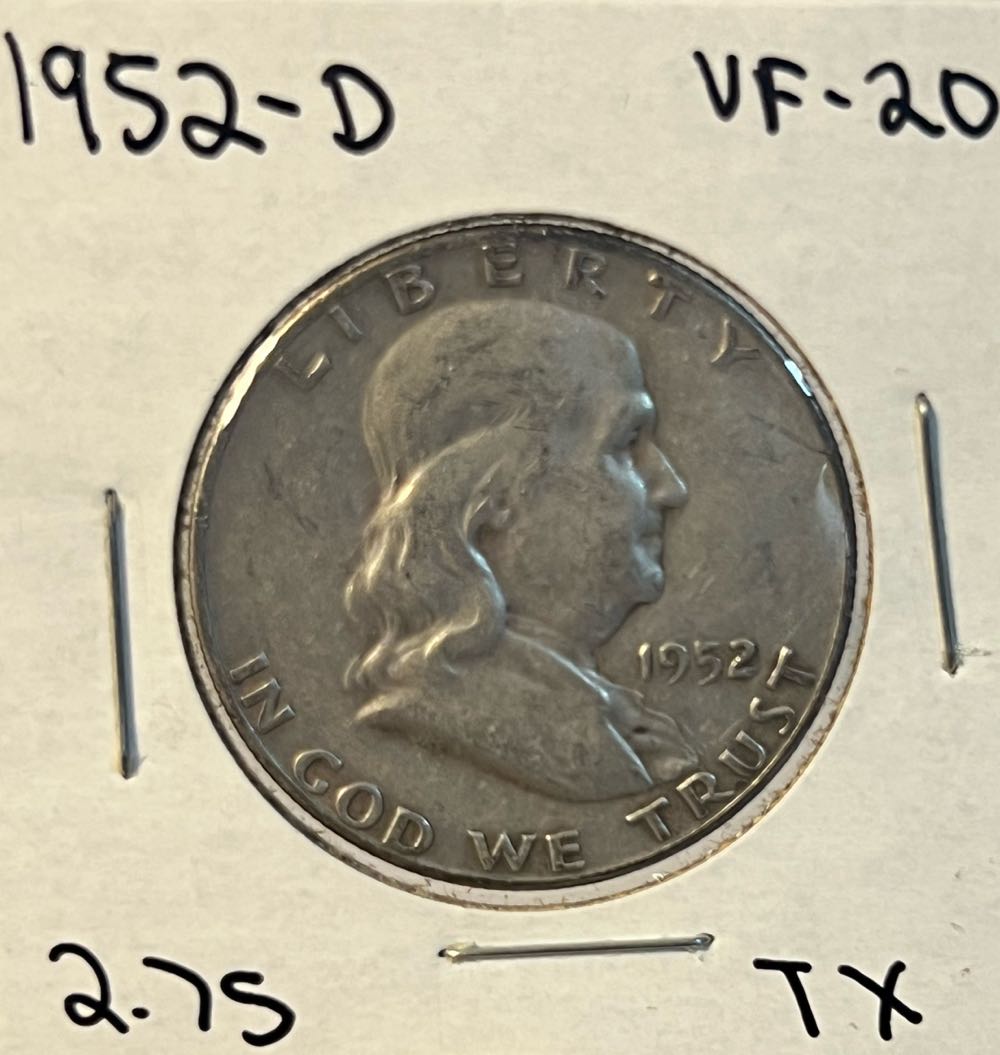 1952-D VF-20
LIBERTY
1952
IN GOD WE TRUST
2.75 TX